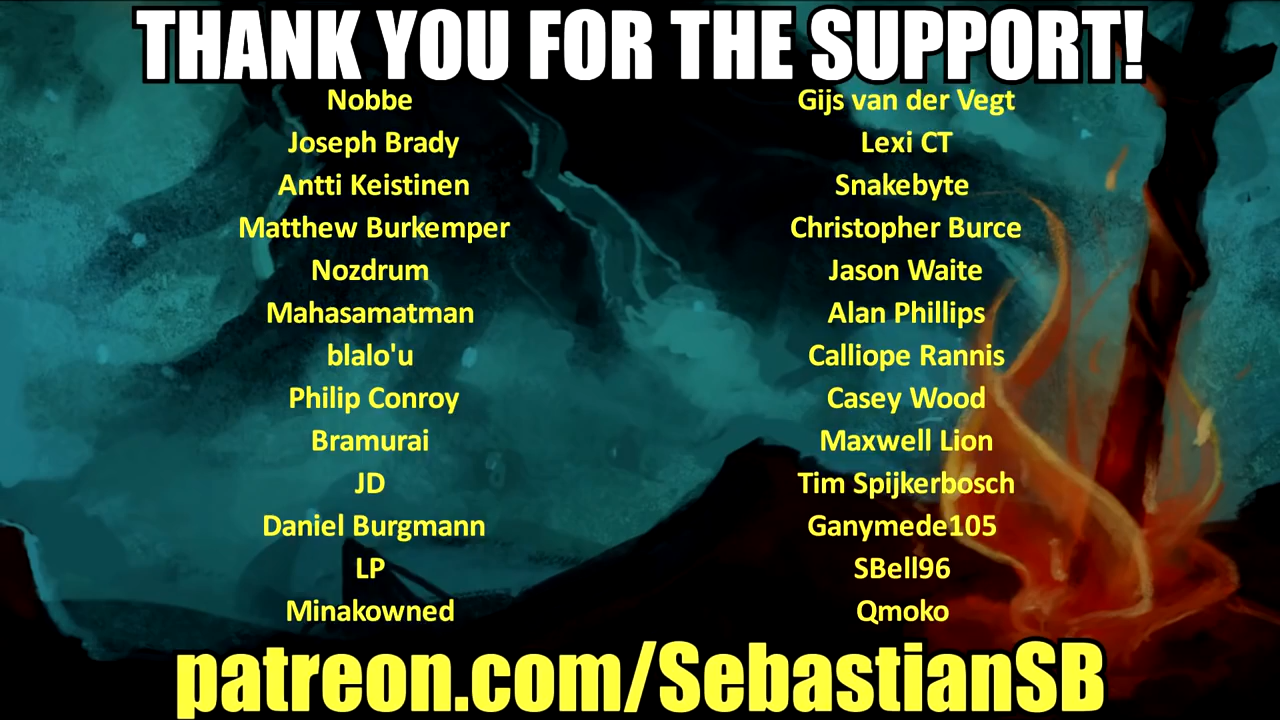 THANK YOU FOR THE SUPPORT!
Nobbe
Joseph Brady
Antti Keistinen
Matthew Burkemper
Nozdrum
Mahasamatman
blalo'u
Philip Conroy
Bramurai
JD
Daniel Burgmann
LP
Minakowned
Gijs van der Vegt
Lexi CT
Snakebyte
Christopher Burce
Jason Waite
Alan Phillips
Calliope Rannis
Casey Wood
Maxwell Lion
Tim Spijkerbosch
Ganymede105
SBell96
Qmoko
patreon.com/SebastianSB